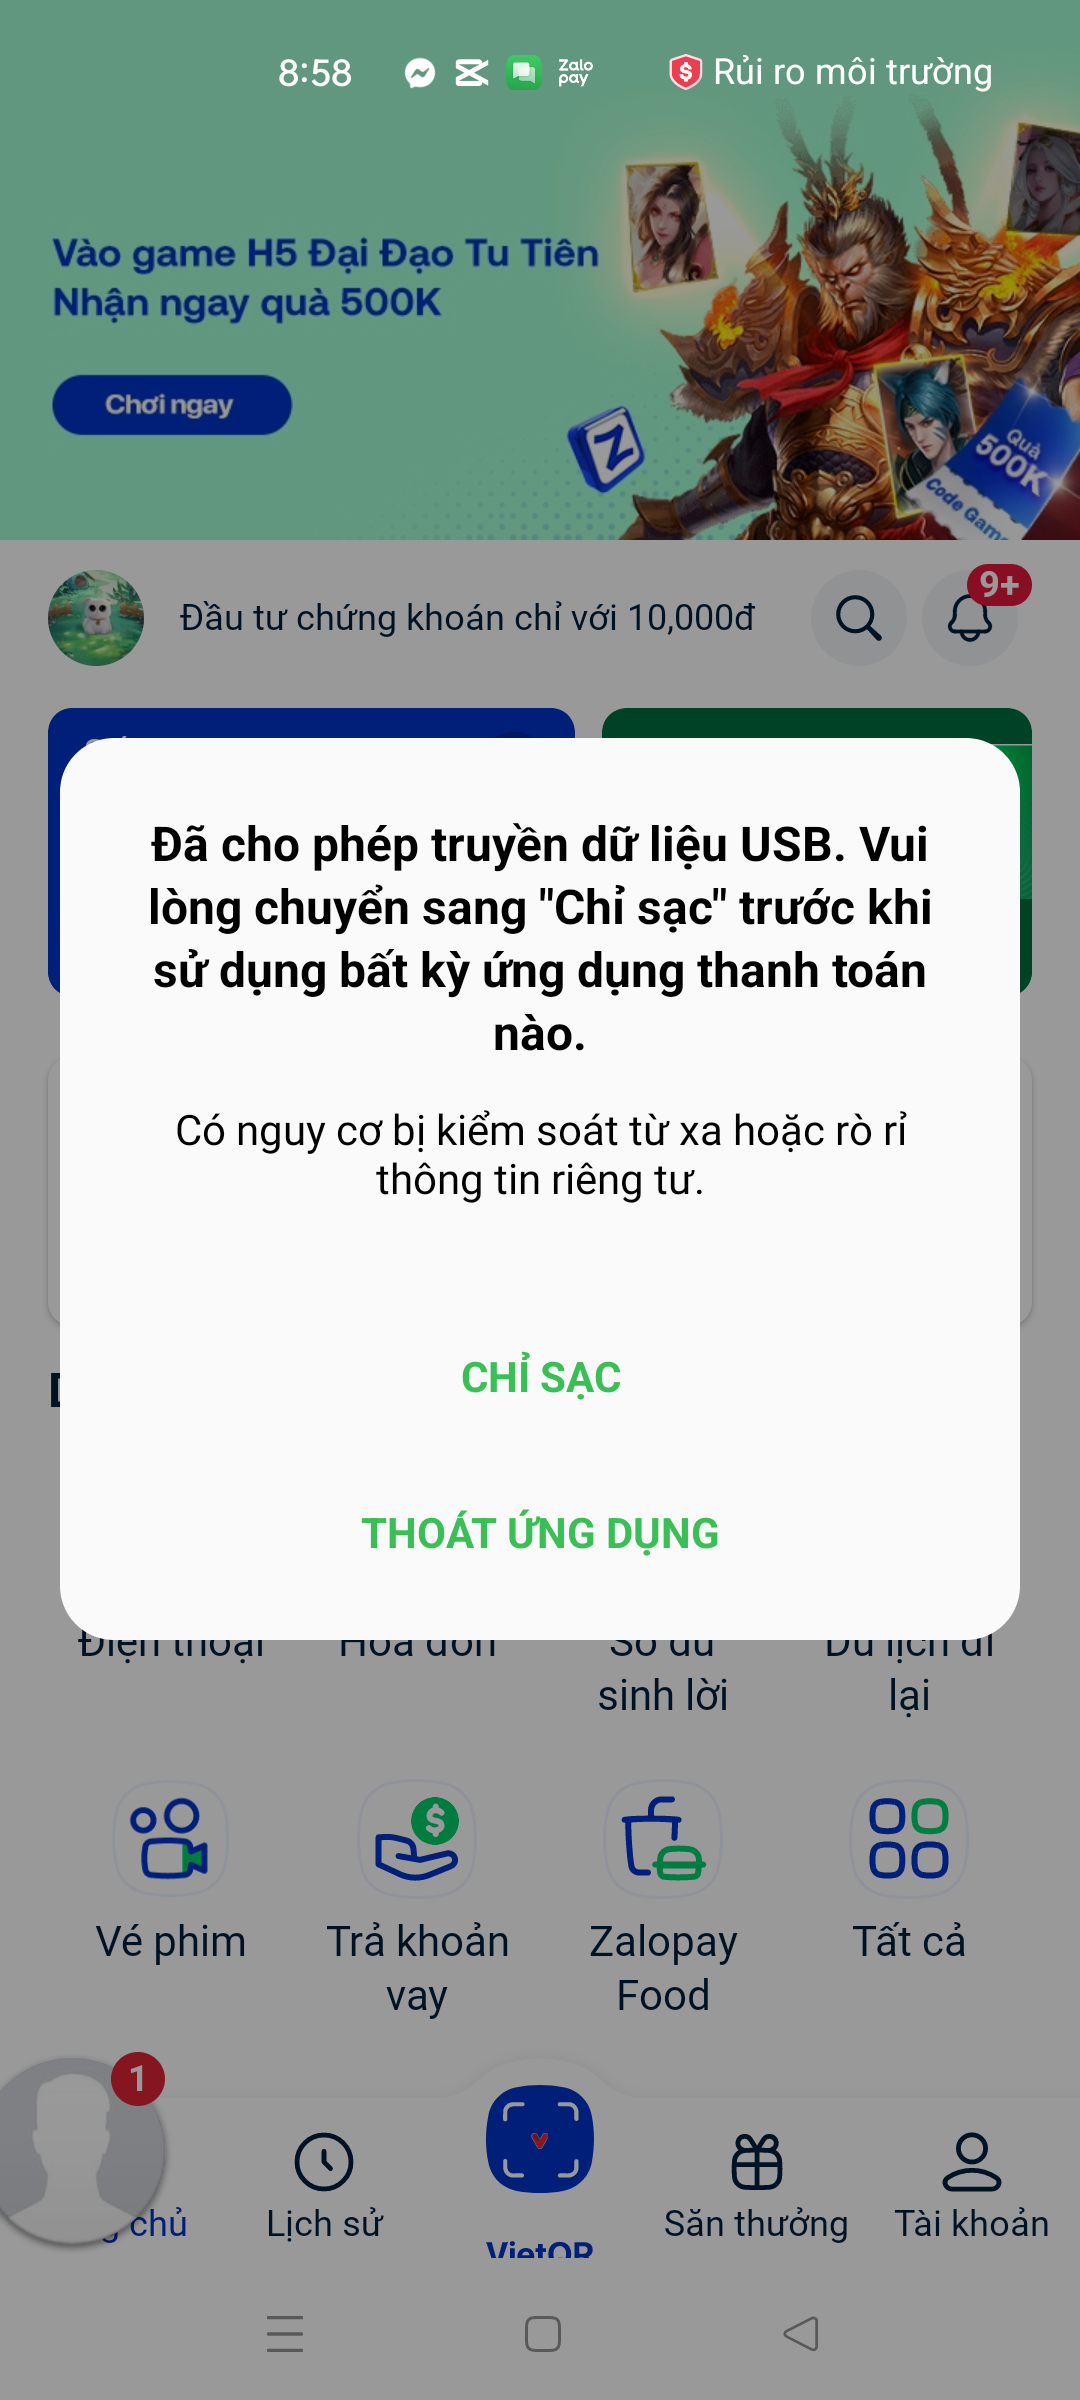 8:58
Zalo
pay
Rủi ro môi trường
Vào game H5 Đại Đạo Tu Tiên
Nhận ngay quà 500K
Chơi ngay
Quà
500K
Code Game
9+
Đầu tư chứng khoán chỉ với 10,000đ
Đã cho phép truyền dữ liệu USB. Vui
lòng chuyển sang "Chỉ sạc" trước khi
sử dụng bất kỳ ứng dụng thanh toán
nào.
Có nguy cơ bị kiểm soát từ xa hoặc rò rỉ
thông tin riêng tư.
CHỈ SẠC
THOÁT ỨNG DỤNG
Điện thoại
Hóa đơn
Số dư
sinh lời
Du lịch đi
lại
Vé phim
Trả khoản
vay
Zalopay
Food
Tất cả
1
chủ
Lịch sử
VietQR
Săn thưởng
Tài khoản